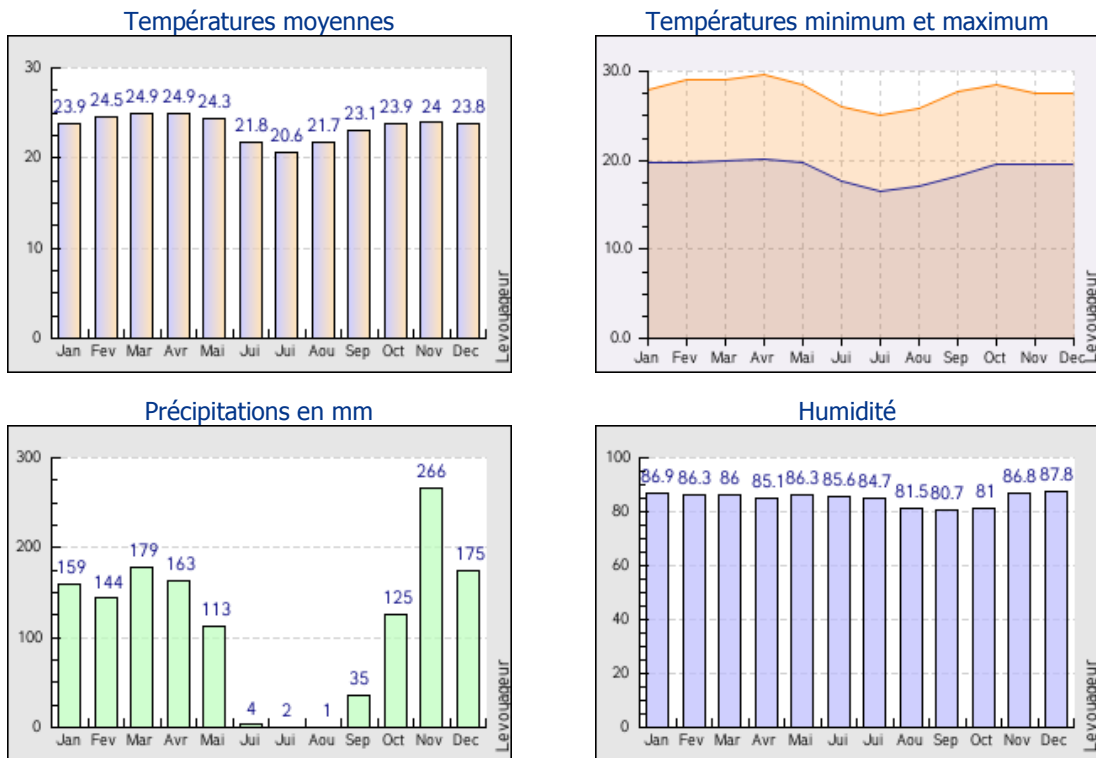 Températures moyennes
30
20
10
0
23.9 24.5 24.9 24.9 24.3 21.8 20.6 21.7 23.1 23.9 24 23.8
Jan Fev Mar Avr Mai Jui Jui Aou Sep Oct Nov Dec
Levoyageur
Températures minimum et maximum
30.0
20.0
10.0
0.0
Jan Fev Mar Avr Mai Jui Jui Aou Sep Oct Nov Dec
Levoyageur
Précipitations en mm
300
200
100
0
159 144 179 163 113 4 2 1 35 125 266 175
Jan Fev Mar Avr Mai Jui Jui Aou Sep Oct Nov Dec
Levoyageur
Humidité
100
80
60
40
20
0
86.9 86.3 86 85.1 86.3 85.6 84.7 81.5 80.7 81 86.8 87.8
Jan Fev Mar Avr Mai Jui Jui Aou Sep Oct Nov Dec
Levoyageur